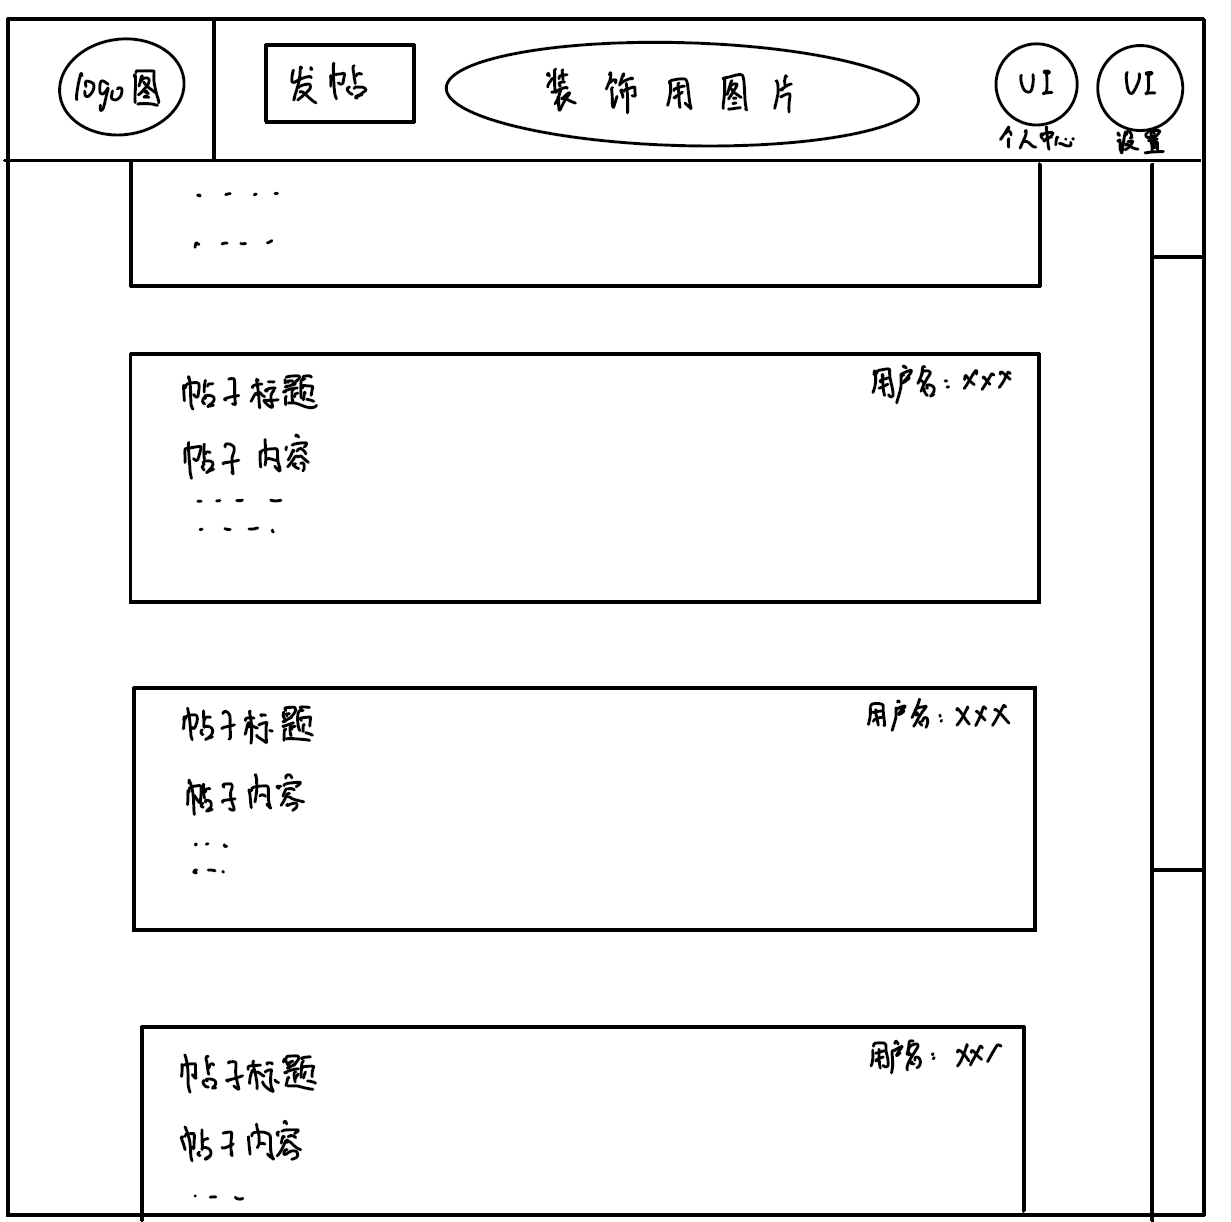 logo图
发帖
装饰用图片
UI
个人中心
UI
设置
帖子标题
用户名：xxx
帖子内容
帖子标题
用户名：xxx
帖子内容
帖子标题
用户名：xx/
帖子内容